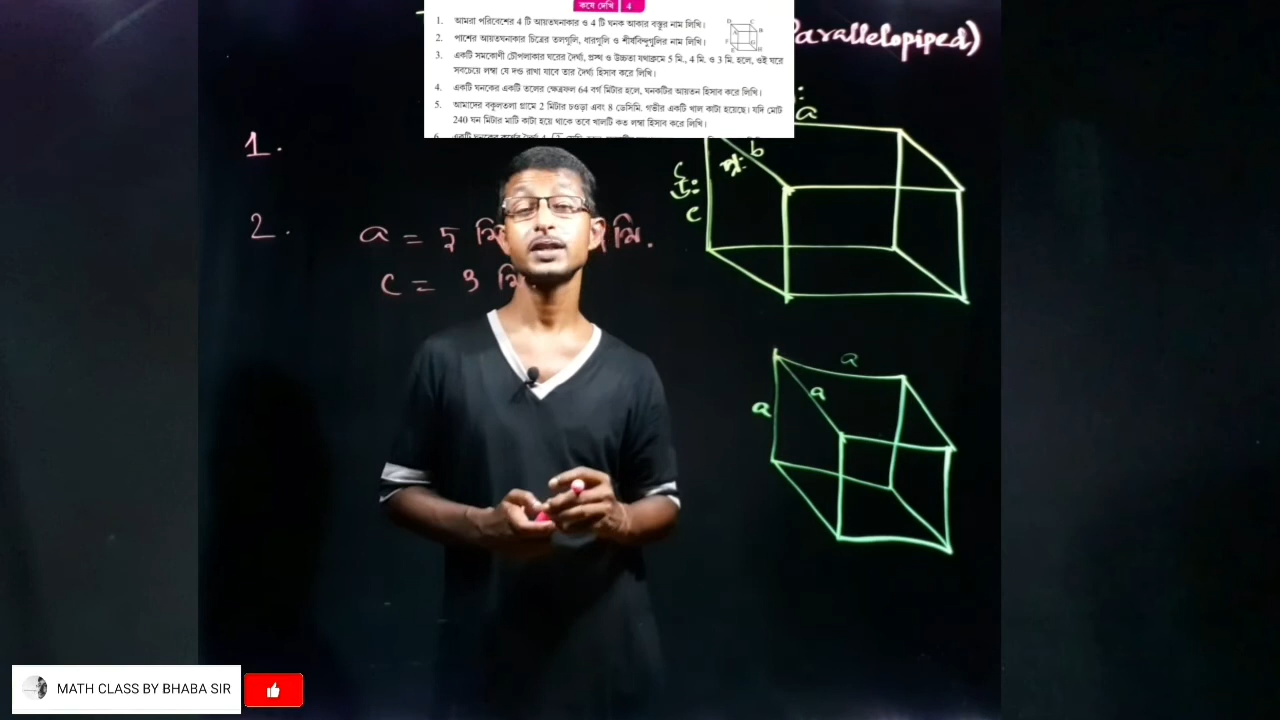 কষে দেখি 4
1. আমরা পরিবেশের 4 টি আয়তঘনাকার ও 4 টি ঘনক আকার বস্তুর নাম লিখি।
2. পাশের আয়তঘনাকার চিত্রের তলগুলি, ধারগুলি ও শীর্ষবিন্দুগুলির নাম লিখি।
3. একটি সমকোণী চৌপলাকার ঘরের দৈর্ঘ্য, প্রস্থ ও উচ্চতা যথাক্রমে 5 মি., 4 মি. ও 3 মি. হলে, ওই ঘরে
সবচেয়ে লম্বা যে দণ্ড রাখা যাবে তার দৈর্ঘ্য হিসাব করে লিখি।
4. একটি ঘনকের একটি তলের ক্ষেত্রফল 64 বর্গ মিটার হলে, ঘনকটির আয়তন হিসাব করে লিখি।
5. আমাদের বকুলতলা গ্রামে 2 মিটার চওড়া এবং 8 ডেসিমি. গভীর একটি খাল কাটা হয়েছে। যদি মোট
240 ঘন মিটার মাটি কাটা হয়ে থাকে তবে খালটি কত লম্বা হিসাব করে লিখি।
Parallelopiped)
a
b
c
1.
2. a = 5 মি.
c = 3 মি.
a
a
a
MATH CLASS BY BHABA SIR